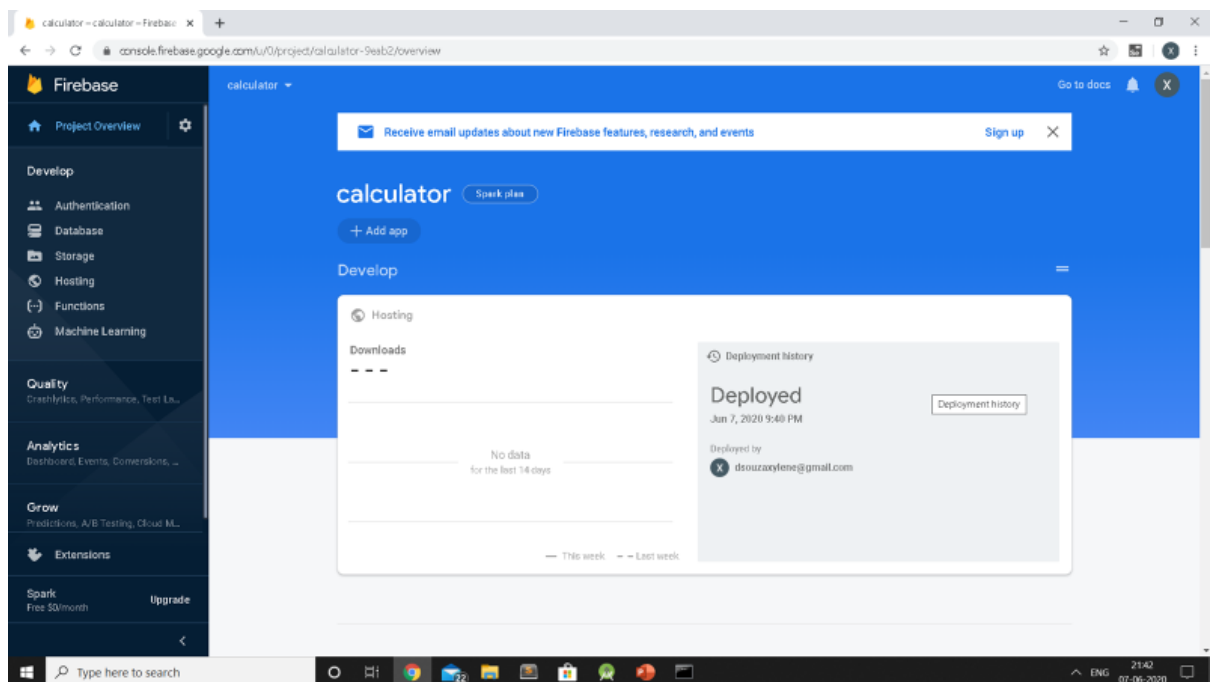 calculator – calculator – Firebase
console.firebase.google.com/u/0/project/calculator-9eab2/overview
X
Firebase
calculator
Go to docs
X
Project Overview
Receive email updates about new Firebase features, research, and events
Sign up
Develop
calculator
Spark plan
Authentication
+ Add app
Database
Storage
Develop
Hosting
Functions
Machine Learning
Hosting
Downloads
- - -
Deployment history
Deployed
Jun 7, 2020 9:40 PM
Deployment history
Deployed by
X dsouzaxylene@gmail.com
No data
for the last 14 days
This week
Last week
Quality
Crashlytics, Performance, Test La...
Analytics
Dashboard, Events, Conversions, ...
Grow
Predictions, A/B Testing, Cloud M...
Extensions
Spark
Free $0/month
Upgrade
Type here to search
22
ENG
21:42
07-06-2020